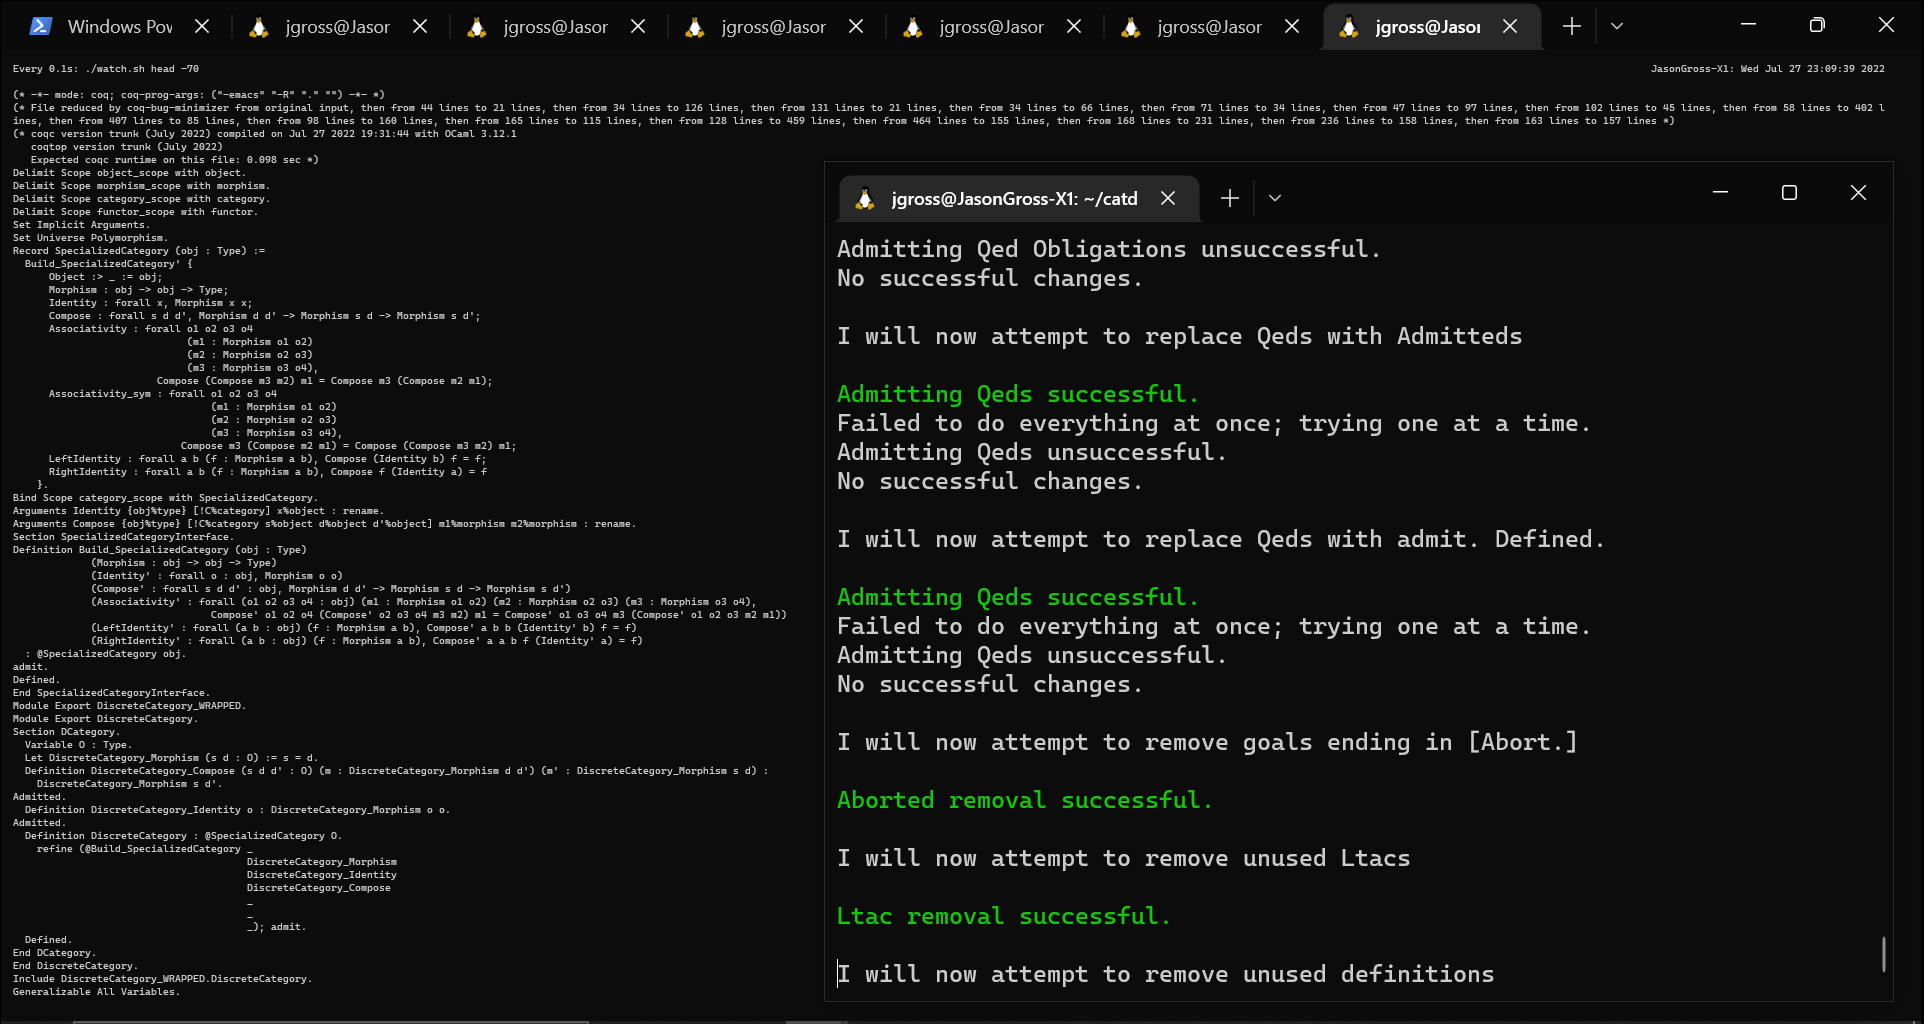 Windows Pov
jgross@Jasor
jgross@Jasor
jgross@Jasor
jgross@Jasor
jgross@Jasor
jgross@Jasor
Every 0.1s: ./watch.sh head -70
JasonGross-X1: Wed Jul 27 23:09:39 2022
(* -*- mode: coq; coq-prog-args: ("-emacs" "-R" "." "") -*- *)
(* File reduced by coq-bug-minimizer from original input, then from 44 lines to 21 lines, then from 34 lines to 126 lines, then from 131 lines to 21 lines, then from 34 lines to 66 lines, then from 71 lines to 34 lines, then from 47 lines to 97 lines, then from 102 lines to 45 lines, then from 58 lines to 402 l
ines, then from 407 lines to 85 lines, then from 98 lines to 160 lines, then from 165 lines to 115 lines, then from 128 lines to 459 lines, then from 464 lines to 155 lines, then from 168 lines to 231 lines, then from 236 lines to 158 lines, then from 163 lines to 157 lines *)
(* coqc version trunk (July 2022) compiled on Jul 27 2022 19:31:44 with OCaml 3.12.1
   coqtop version trunk (July 2022)
   Expected coqc runtime on this file: 0.098 sec *)
Delimit Scope object_scope with object.
Delimit Scope morphism_scope with morphism.
Delimit Scope category_scope with category.
Delimit Scope functor_scope with functor.
Set Implicit Arguments.
Set Universe Polymorphism.
Record SpecializedCategory (obj : Type) :=
  Build_SpecializedCategory' {
      Object :> _ := obj;
      Morphism : obj -> obj -> Type;
      Identity : forall x, Morphism x x;
      Compose : forall s d d', Morphism d d' -> Morphism s d -> Morphism s d';
      Associativity : forall o1 o2 o3 o4
                             (m1 : Morphism o1 o2)
                             (m2 : Morphism o2 o3)
                             (m3 : Morphism o3 o4),
                        Compose (Compose m3 m2) m1 = Compose m3 (Compose m2 m1);
      Associativity_sym : forall o1 o2 o3 o4
                                 (m1 : Morphism o1 o2)
                                 (m2 : Morphism o2 o3)
                                 (m3 : Morphism o3 o4),
                            Compose m3 (Compose m2 m1) = Compose (Compose m3 m2) m1;
      LeftIdentity : forall a b (f : Morphism a b), Compose (Identity b) f = f;
      RightIdentity : forall a b (f : Morphism a b), Compose f (Identity a) = f
    }.
Bind Scope category_scope with SpecializedCategory.
Arguments Identity {obj%type} [!C%category] x%object : rename.
Arguments Compose {obj%type} [!C%category s%object d%object d'%object] m1%morphism m2%morphism : rename.
Section SpecializedCategoryInterface.
Definition Build_SpecializedCategory (obj : Type)
             (Morphism : obj -> obj -> Type)
             (Identity' : forall o : obj, Morphism o o)
             (Compose' : forall s d d' : obj, Morphism d d' -> Morphism s d -> Morphism s d')
             (Associativity' : forall (o1 o2 o3 o4 : obj) (m1 : Morphism o1 o2) (m2 : Morphism o2 o3) (m3 : Morphism o3 o4),
                                 Compose' o1 o2 o4 (Compose' o2 o3 o4 m3 m2) m1 = Compose' o1 o3 o4 m3 (Compose' o1 o2 o3 m2 m1))
             (LeftIdentity' : forall (a b : obj) (f : Morphism a b), Compose' a b b (Identity' b) f = f)
             (RightIdentity' : forall (a b : obj) (f : Morphism a b), Compose' a a b f (Identity' a) = f)
  : @SpecializedCategory obj.
admit.
Defined.
End SpecializedCategoryInterface.
Module Export DiscreteCategory_WRAPPED.
Module Export DiscreteCategory.
Section DCategory.
  Variable O : Type.
  Let DiscreteCategory_Morphism (s d : O) := s = d.
  Definition DiscreteCategory_Compose (s d d' : O) (m : DiscreteCategory_Morphism d d') (m' : DiscreteCategory_Morphism s d) :
    DiscreteCategory_Morphism s d'.
Admitted.
  Definition DiscreteCategory_Identity o : DiscreteCategory_Morphism o o.
Admitted.
  Definition DiscreteCategory : @SpecializedCategory O.
    refine (@Build_SpecializedCategory _
                                       DiscreteCategory_Morphism
                                       DiscreteCategory_Identity
                                       DiscreteCategory_Compose
                                       _
                                       _
                                       _); admit.
  Defined.
End DCategory.
End DiscreteCategory.
Include DiscreteCategory_WRAPPED.DiscreteCategory.
Generalizable All Variables.
jgross@JasonGross-X1: ~/catd
Admitting Qed Obligations unsuccessful.
No successful changes.
I will now attempt to replace Qeds with Admitteds
Admitting Qeds successful.
Failed to do everything at once; trying one at a time.
Admitting Qeds unsuccessful.
No successful changes.
I will now attempt to replace Qeds with admit. Defined.
Admitting Qeds successful.
Failed to do everything at once; trying one at a time.
Admitting Qeds unsuccessful.
No successful changes.
I will now attempt to remove goals ending in [Abort.]
Aborted removal successful.
I will now attempt to remove unused Ltacs
Ltac removal successful.
I will now attempt to remove unused definitions